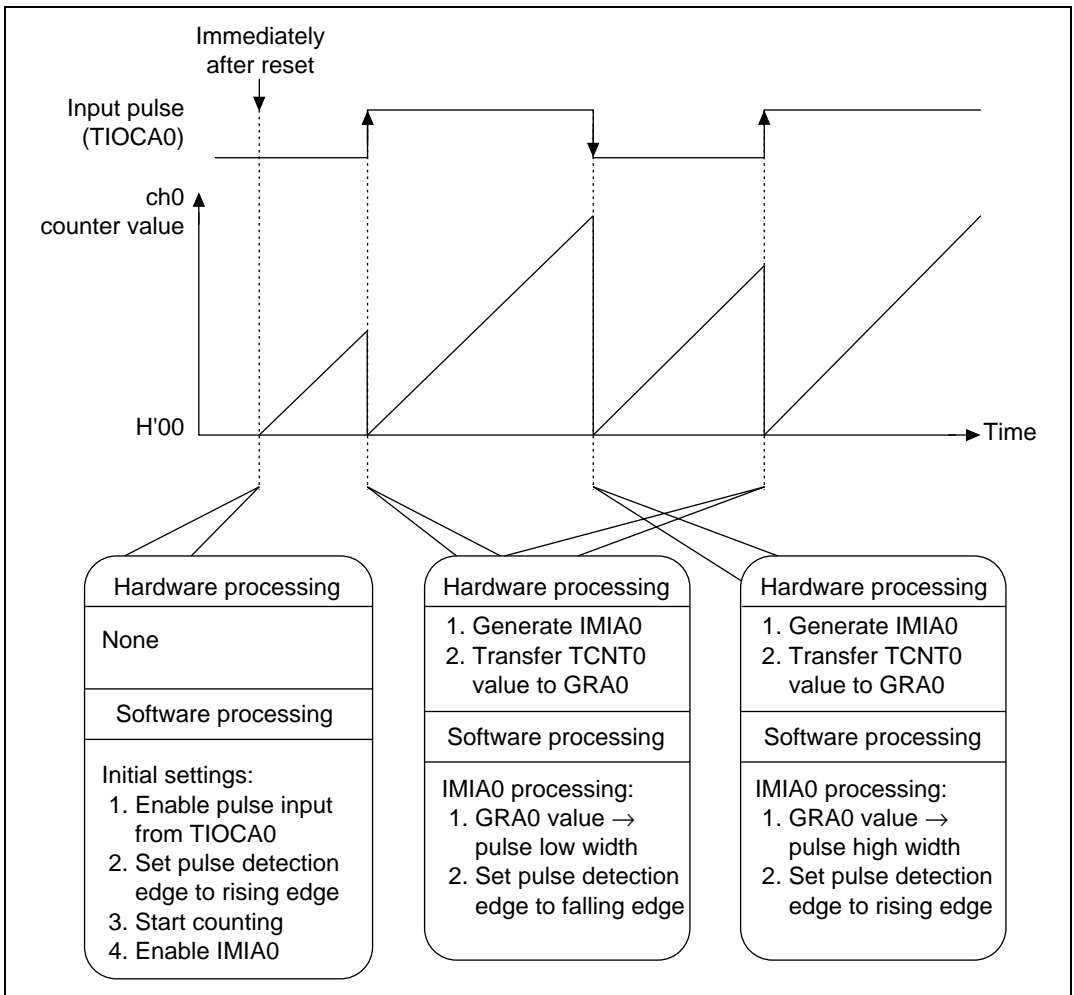 Immediately
after reset
Input pulse
(TIOCA0)
ch0
counter value
H'00
Time
Hardware processing
None
Software processing
Initial settings:
1. Enable pulse input
from TIOCA0
2. Set pulse detection
edge to rising edge
3. Start counting
4. Enable IMIA0
Hardware processing
1. Generate IMIA0
2. Transfer TCNT0
value to GRA0
Software processing
IMIA0 processing:
1. GRA0 value →
pulse low width
2. Set pulse detection
edge to falling edge
Hardware processing
1. Generate IMIA0
2. Transfer TCNT0
value to GRA0
Software processing
IMIA0 processing:
1. GRA0 value →
pulse high width
2. Set pulse detection
edge to rising edge